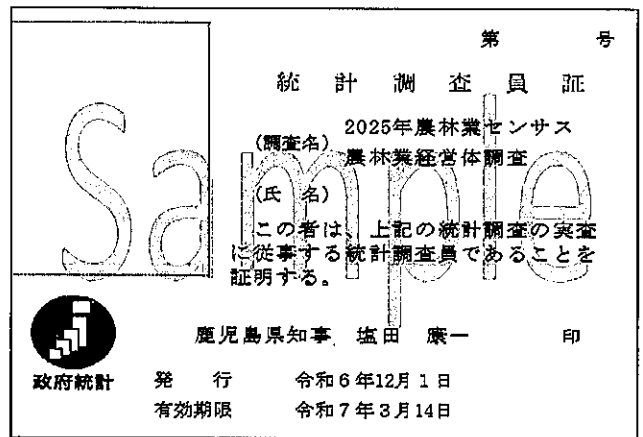 第　　　号
統計調査員証
(調査名) 2025年農林業センサス
農林業経営体調査
(氏　名)
この者は、上記の統計調査の実査
に従事する統計調査員であることを
証明する。
鹿児島県知事　塩田　康一　　　印
政府統計
発　行　　令和6年12月1日
有効期限　　令和7年3月14日
Sample